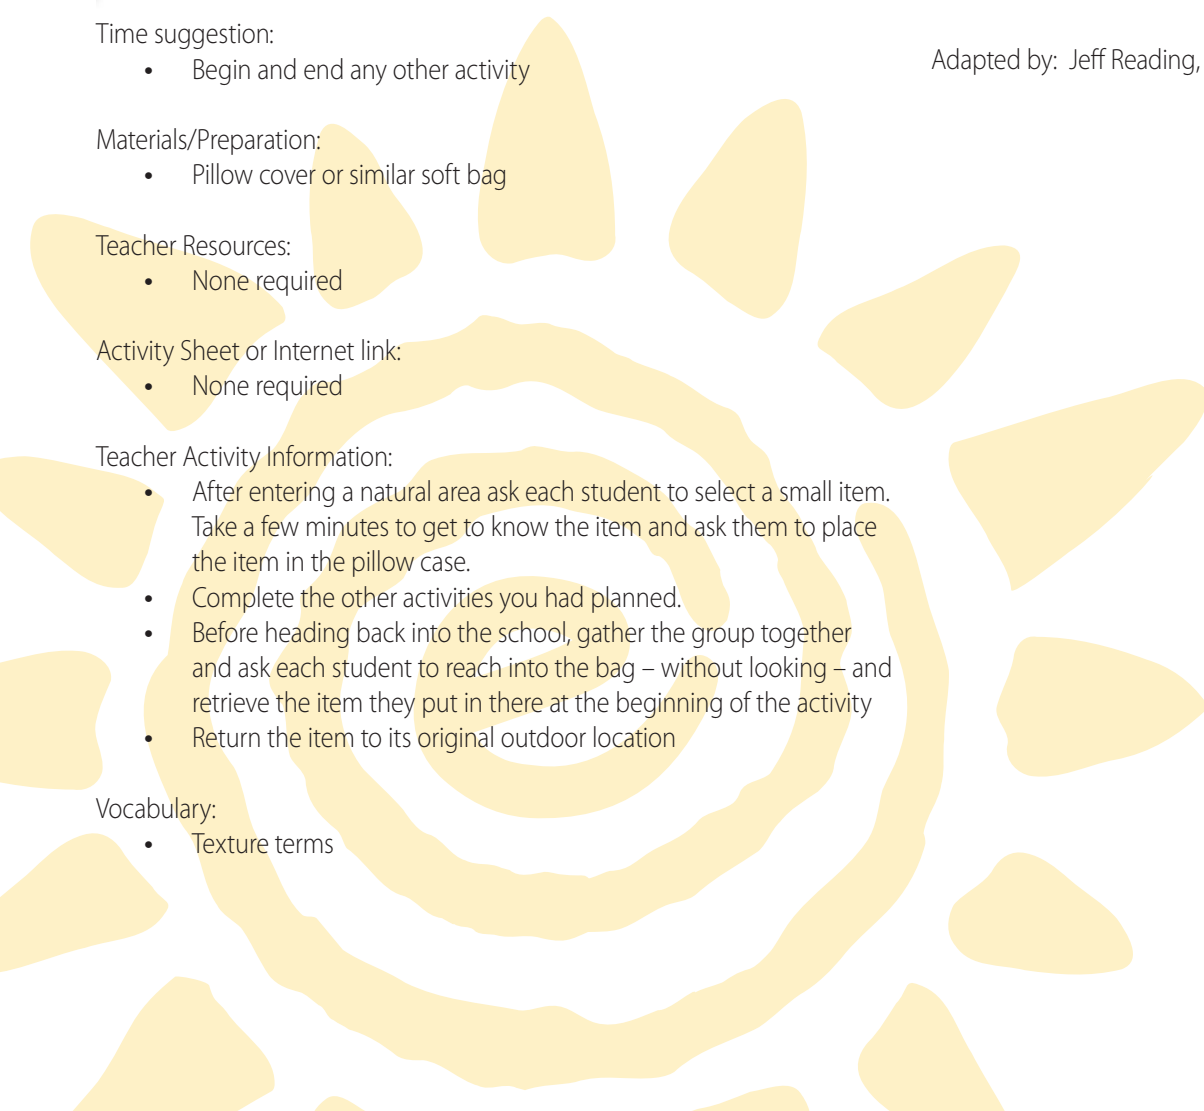 Time suggestion:
• Begin and end any other activity
Adapted by: Jeff Reading,
Materials/Preparation:
• Pillow cover or similar soft bag
Teacher Resources:
• None required
Activity Sheet or Internet link:
• None required
Teacher Activity Information:
• After entering a natural area ask each student to select a small item.
Take a few minutes to get to know the item and ask them to place
the item in the pillow case.
• Complete the other activities you had planned.
• Before heading back into the school, gather the group together
and ask each student to reach into the bag – without looking – and
retrieve the item they put in there at the beginning of the activity
• Return the item to its original outdoor location
Vocabulary:
• Texture terms